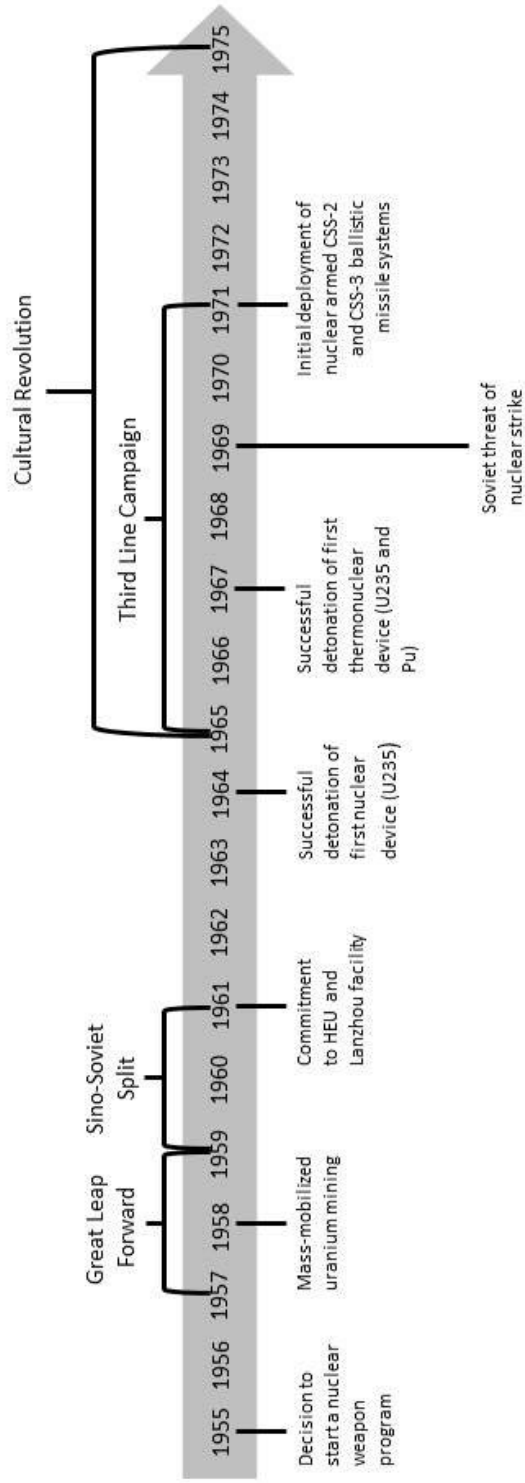 Cultural Revolution
Third Line Campaign
Great Leap
Forward
Sino-Soviet
Split
1955 1956 1957 1958 1959 1960 1961 1962 1963 1964 1965 1966 1967 1968 1969 1970 1971 1972 1973 1974 1975
Decision to
start a nuclear
weapon
program
Mass-mobilized
uranium mining
Commitment
to HEU and
Lanzhou facility
Successful
detonation of
first nuclear
device (U235)
Successful
detonation of first
thermonuclear
device (U235 and
Pu)
Soviet threat of
nuclear strike
Initial deployment of
nuclear armed CSS-2
and CSS-3 ballistic
missile systems